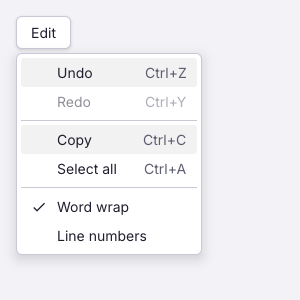 Edit
Undo Ctrl+Z
Redo Ctrl+Y
Copy Ctrl+C
Select all Ctrl+A
Word wrap
Line numbers